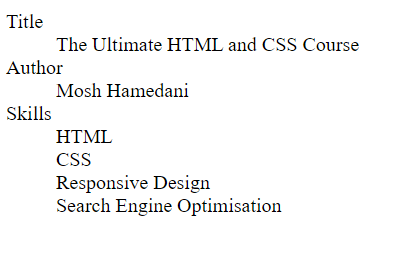 Title
The Ultimate HTML and CSS Course
Author
Mosh Hamedani
Skills
HTML
CSS
Responsive Design
Search Engine Optimisation